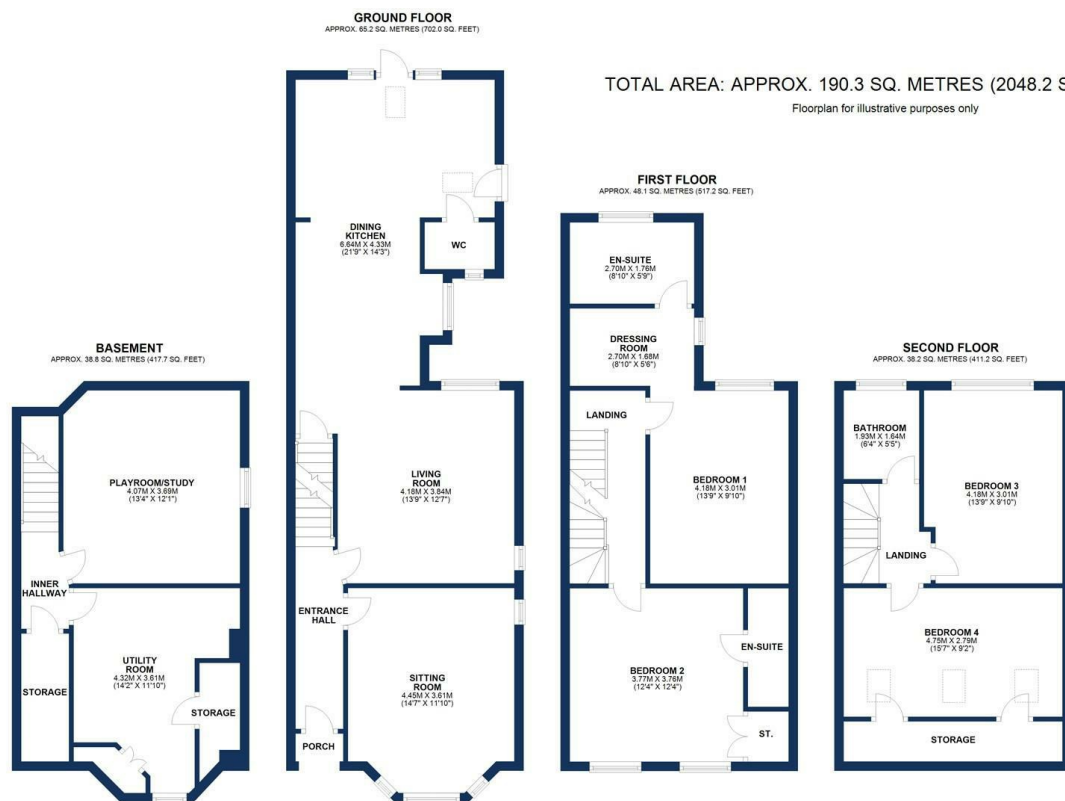 GROUND FLOOR
APPROX. 65.2 SQ. METRES (702.0 SQ. FEET)
TOTAL AREA: APPROX. 190.3 SQ. METRES (2048.2 S
Floorplan for illustrative purposes only
FIRST FLOOR
APPROX. 48.1 SQ. METRES (517.2 SQ. FEET)
DINING
KITCHEN
6.64M X 4.33M
(21'9" X 14'3")
WC
EN-SUITE
2.70M X 1.76M
(8'10" X 5'9")
BASEMENT
APPROX. 38.8 SQ. METRES (417.7 SQ. FEET)
DRESSING
ROOM
2.70M X 1.68M
(8'10" X 5'6")
SECOND FLOOR
APPROX. 38.2 SQ. METRES (411.2 SQ. FEET)
LANDING
BATHROOM
1.93M X 1.64M
(6'4" X 5'5")
PLAYROOM/STUDY
4.07M X 3.69M
(13'4" X 12'1")
LIVING
ROOM
4.18M X 3.84M
(13'9" X 12'7")
BEDROOM 1
4.18M X 3.01M
(13'9" X 9'10")
BEDROOM 3
4.18M X 3.01M
(13'9" X 9'10")
LANDING
INNER
HALLWAY
ENTRANCE
HALL
UTILITY
ROOM
4.32M X 3.61M
(14'2" X 11'10")
STORAGE
STORAGE
SITTING
ROOM
4.45M X 3.61M
(14'7" X 11'10")
PORCH
BEDROOM 2
3.77M X 3.76M
(12'4" X 12'4")
EN-SUITE
ST.
BEDROOM 4
4.75M X 2.79M
(15'7" X 9'2")
STORAGE